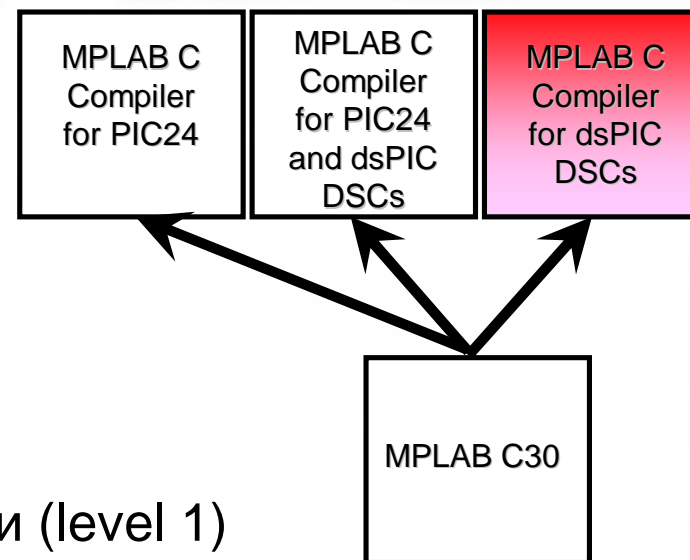 MPLAB C
Compiler
for PIC24
MPLAB C
Compiler
for PIC24
and dsPIC
DSCs
MPLAB C
Compiler
for dsPIC
DSCs
MPLAB C30
и (level 1)